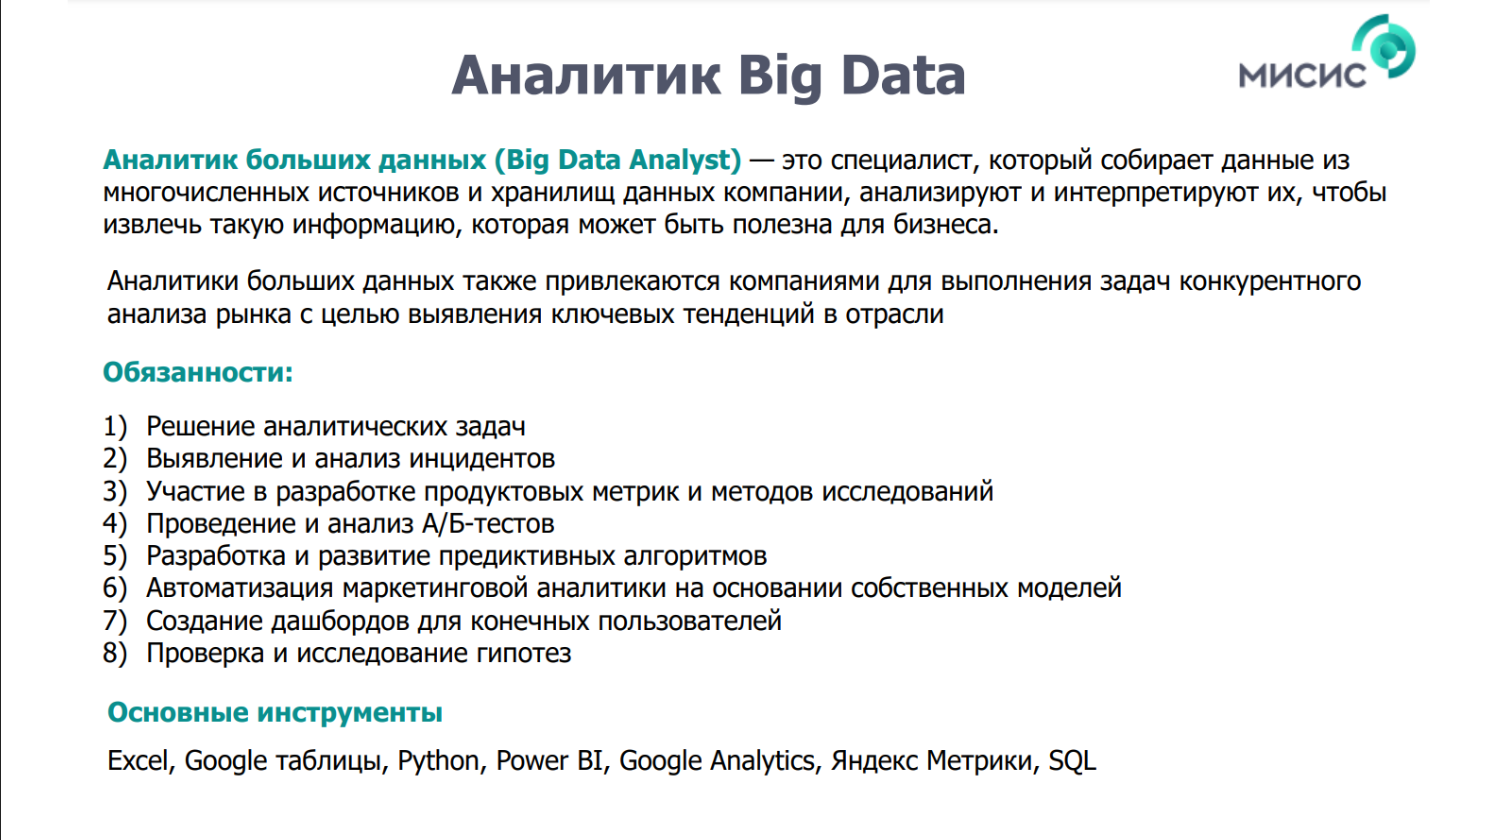 Аналитик Big Data
МИСИС
Аналитик больших данных (Big Data Analyst) — это специалист, который собирает данные из
многочисленных источников и хранилищ данных компании, анализируют и интерпретируют их, чтобы
извлечь такую информацию, которая может быть полезна для бизнеса.
Аналитики больших данных также привлекаются компаниями для выполнения задач конкурентного
анализа рынка с целью выявления ключевых тенденций в отрасли
Обязанности:
1) Решение аналитических задач
2) Выявление и анализ инцидентов
3) Участие в разработке продуктовых метрик и методов исследований
4) Проведение и анализ А/Б-тестов
5) Разработка и развитие предиктивных алгоритмов
6) Автоматизация маркетинговой аналитики на основании собственных моделей
7) Создание дашбордов для конечных пользователей
8) Проверка и исследование гипотез
Основные инструменты
Excel, Google таблицы, Python, Power BI, Google Analytics, Яндекс Метрики, SQL